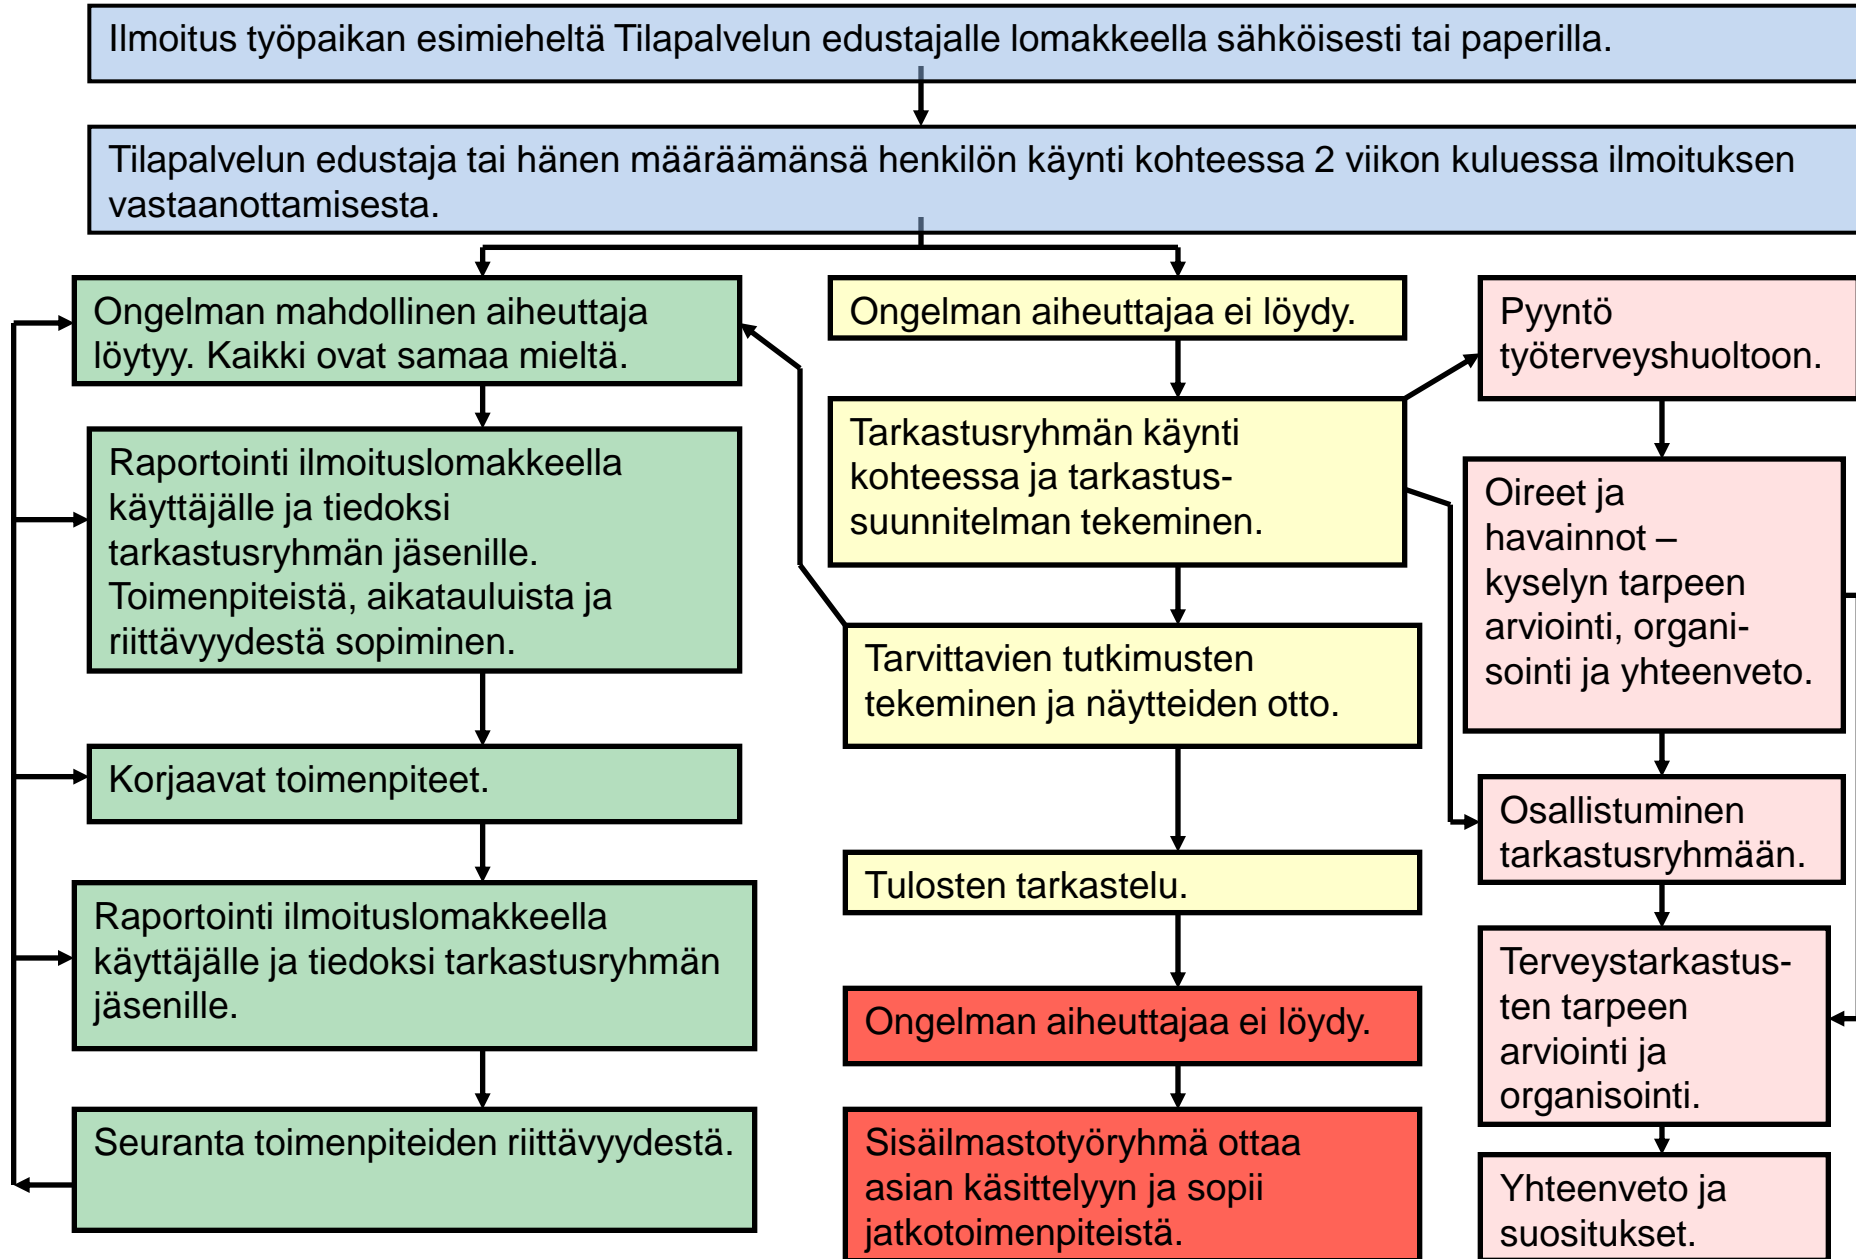 Ilmoitus työpaikan esimieheltä Tilapalvelun edustajalle lomakkeella sähköisesti tai paperilla.
Tilapalvelun edustaja tai hänen määräämänsä henkilön käynti kohteessa 2 viikon kuluessa ilmoituksen
vastaanottamisesta.
Ongelman mahdollinen aiheuttaja
löytyy. Kaikki ovat samaa mieltä.
Raportointi ilmoituslomakkeella
käyttäjälle ja tiedoksi
tarkastusryhmän jäsenille.
Toimenpiteistä, aikatauluista ja
riittävyydestä sopiminen.
Korjaavat toimenpiteet.
Raportointi ilmoituslomakkeella
käyttäjälle ja tiedoksi tarkastusryhmän
jäsenille.
Seuranta toimenpiteiden riittävyydestä.
Ongelman aiheuttajaa ei löydy.
Tarkastusryhmän käynti
kohteessa ja tarkastus-
suunnitelman tekeminen.
Tarvittavien tutkimusten
tekeminen ja näytteiden otto.
Tulosten tarkastelu.
Ongelman aiheuttajaa ei löydy.
Sisäilmastotyöryhmä ottaa
asian käsittelyyn ja sopii
jatkotoimenpiteistä.
Pyyntö
työterveyshuoltoon.
Oireet ja
havainnot –
kyselyn tarpeen
arviointi, organi-
sointi ja yhteenveto.
Osallistuminen
tarkastusryhmään.
Terveystarkastus-
ten tarpeen
arviointi ja
organisointi.
Yhteenveto ja
suositukset.